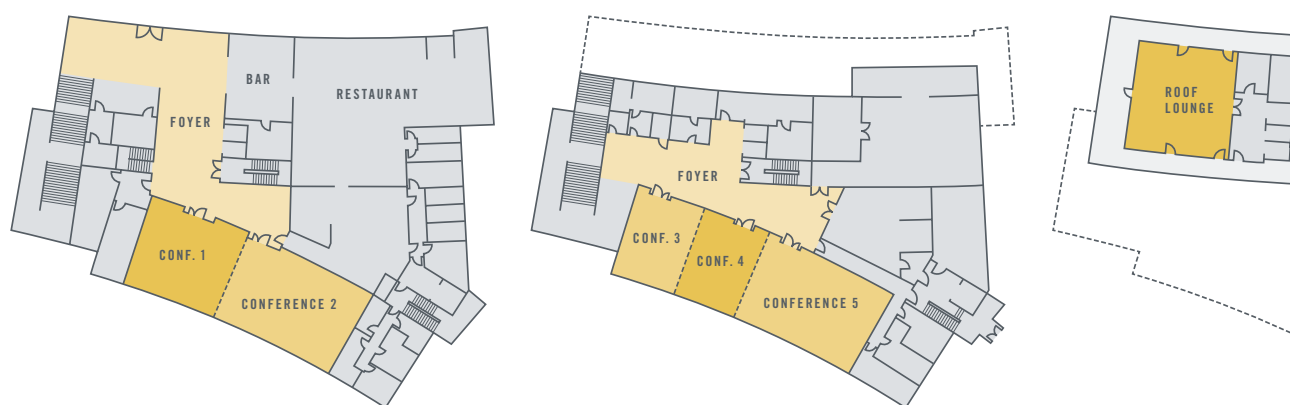 BAR
RESTAURANT
FOYER
CONF. 1
CONFERENCE 2
FOYER
CONF. 3
CONF. 4
CONFERENCE 5
ROOF
LOUNGE